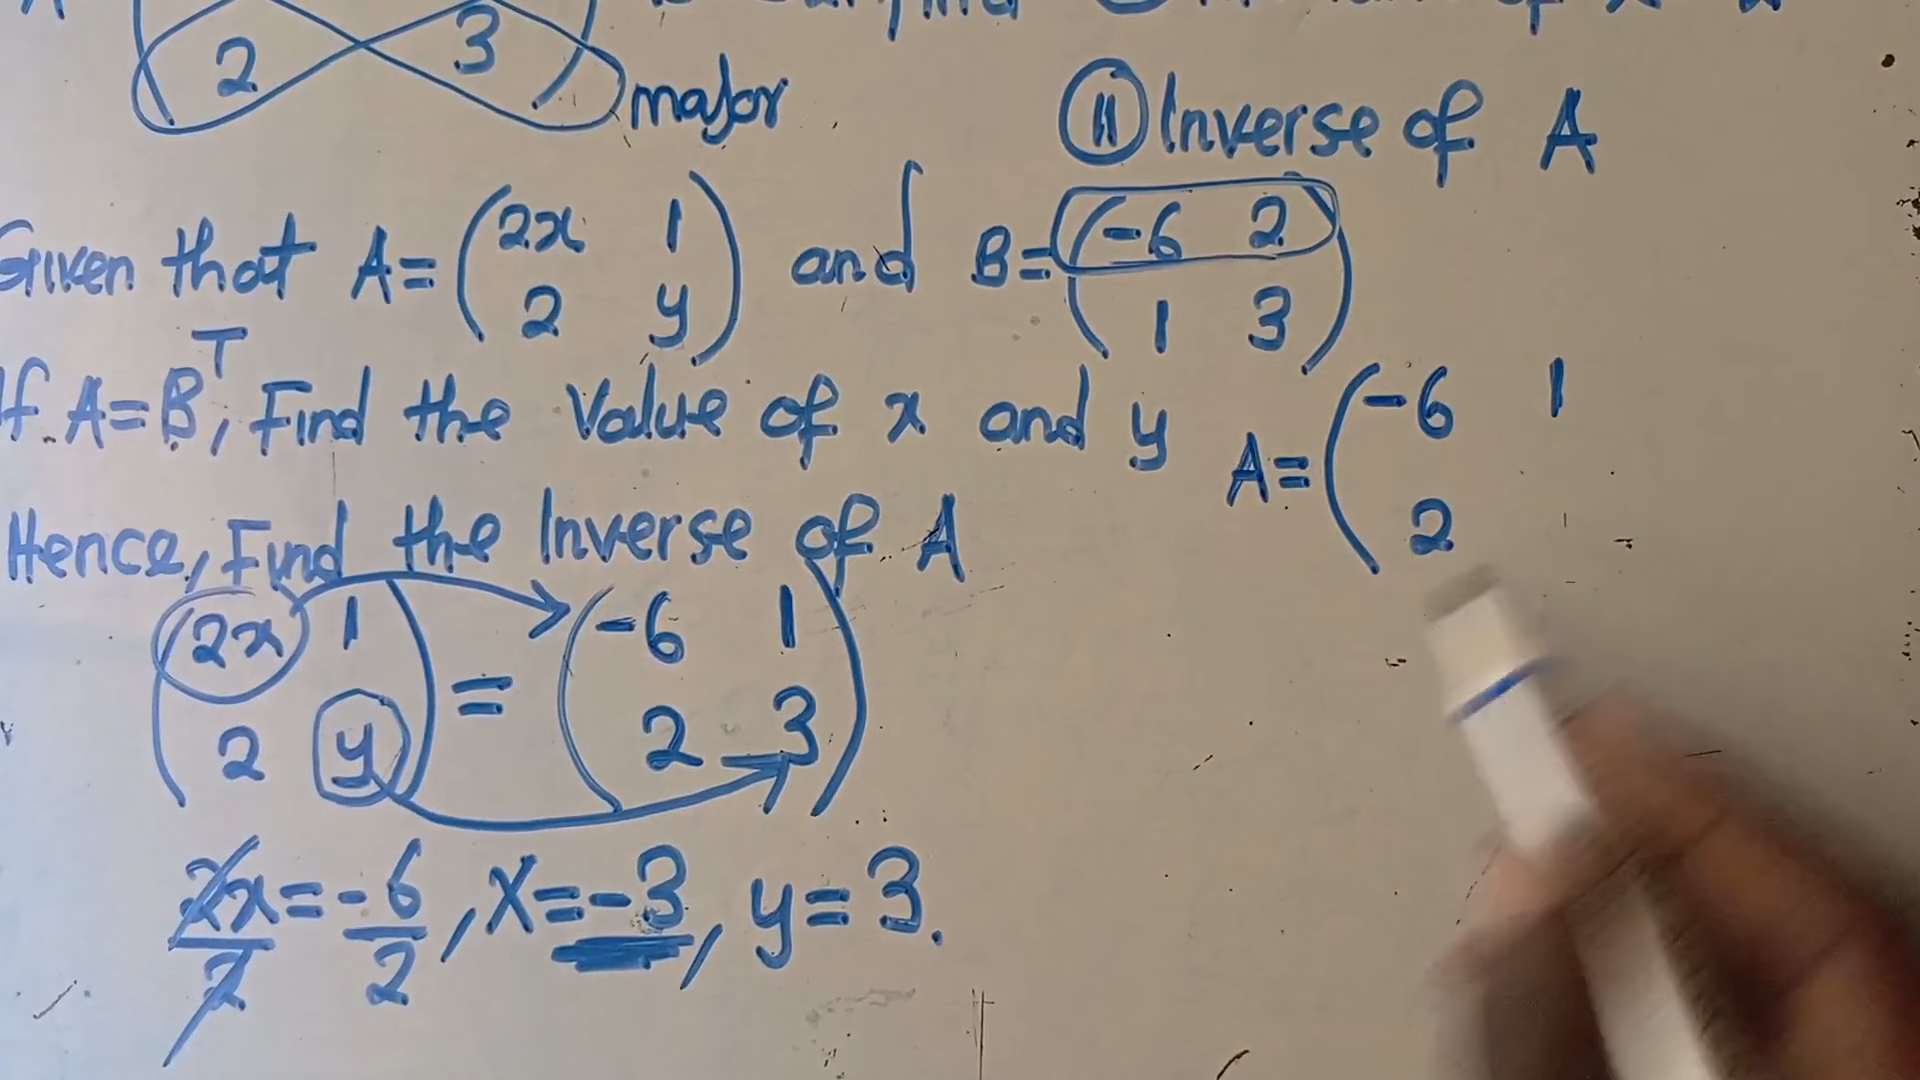 2 3 major
ⓘⓘ Inverse of A
Given that A = (2x 1 and B = (-6 2
2 y) 1 3)
If A = Bᵀ, Find the Value of x and y
A = (-6 1
2
Hence, Find the Inverse of A
(2x 1 = (-6 1
2 y) 2 3)
2x/2 = -6/2, X = -3, y = 3.